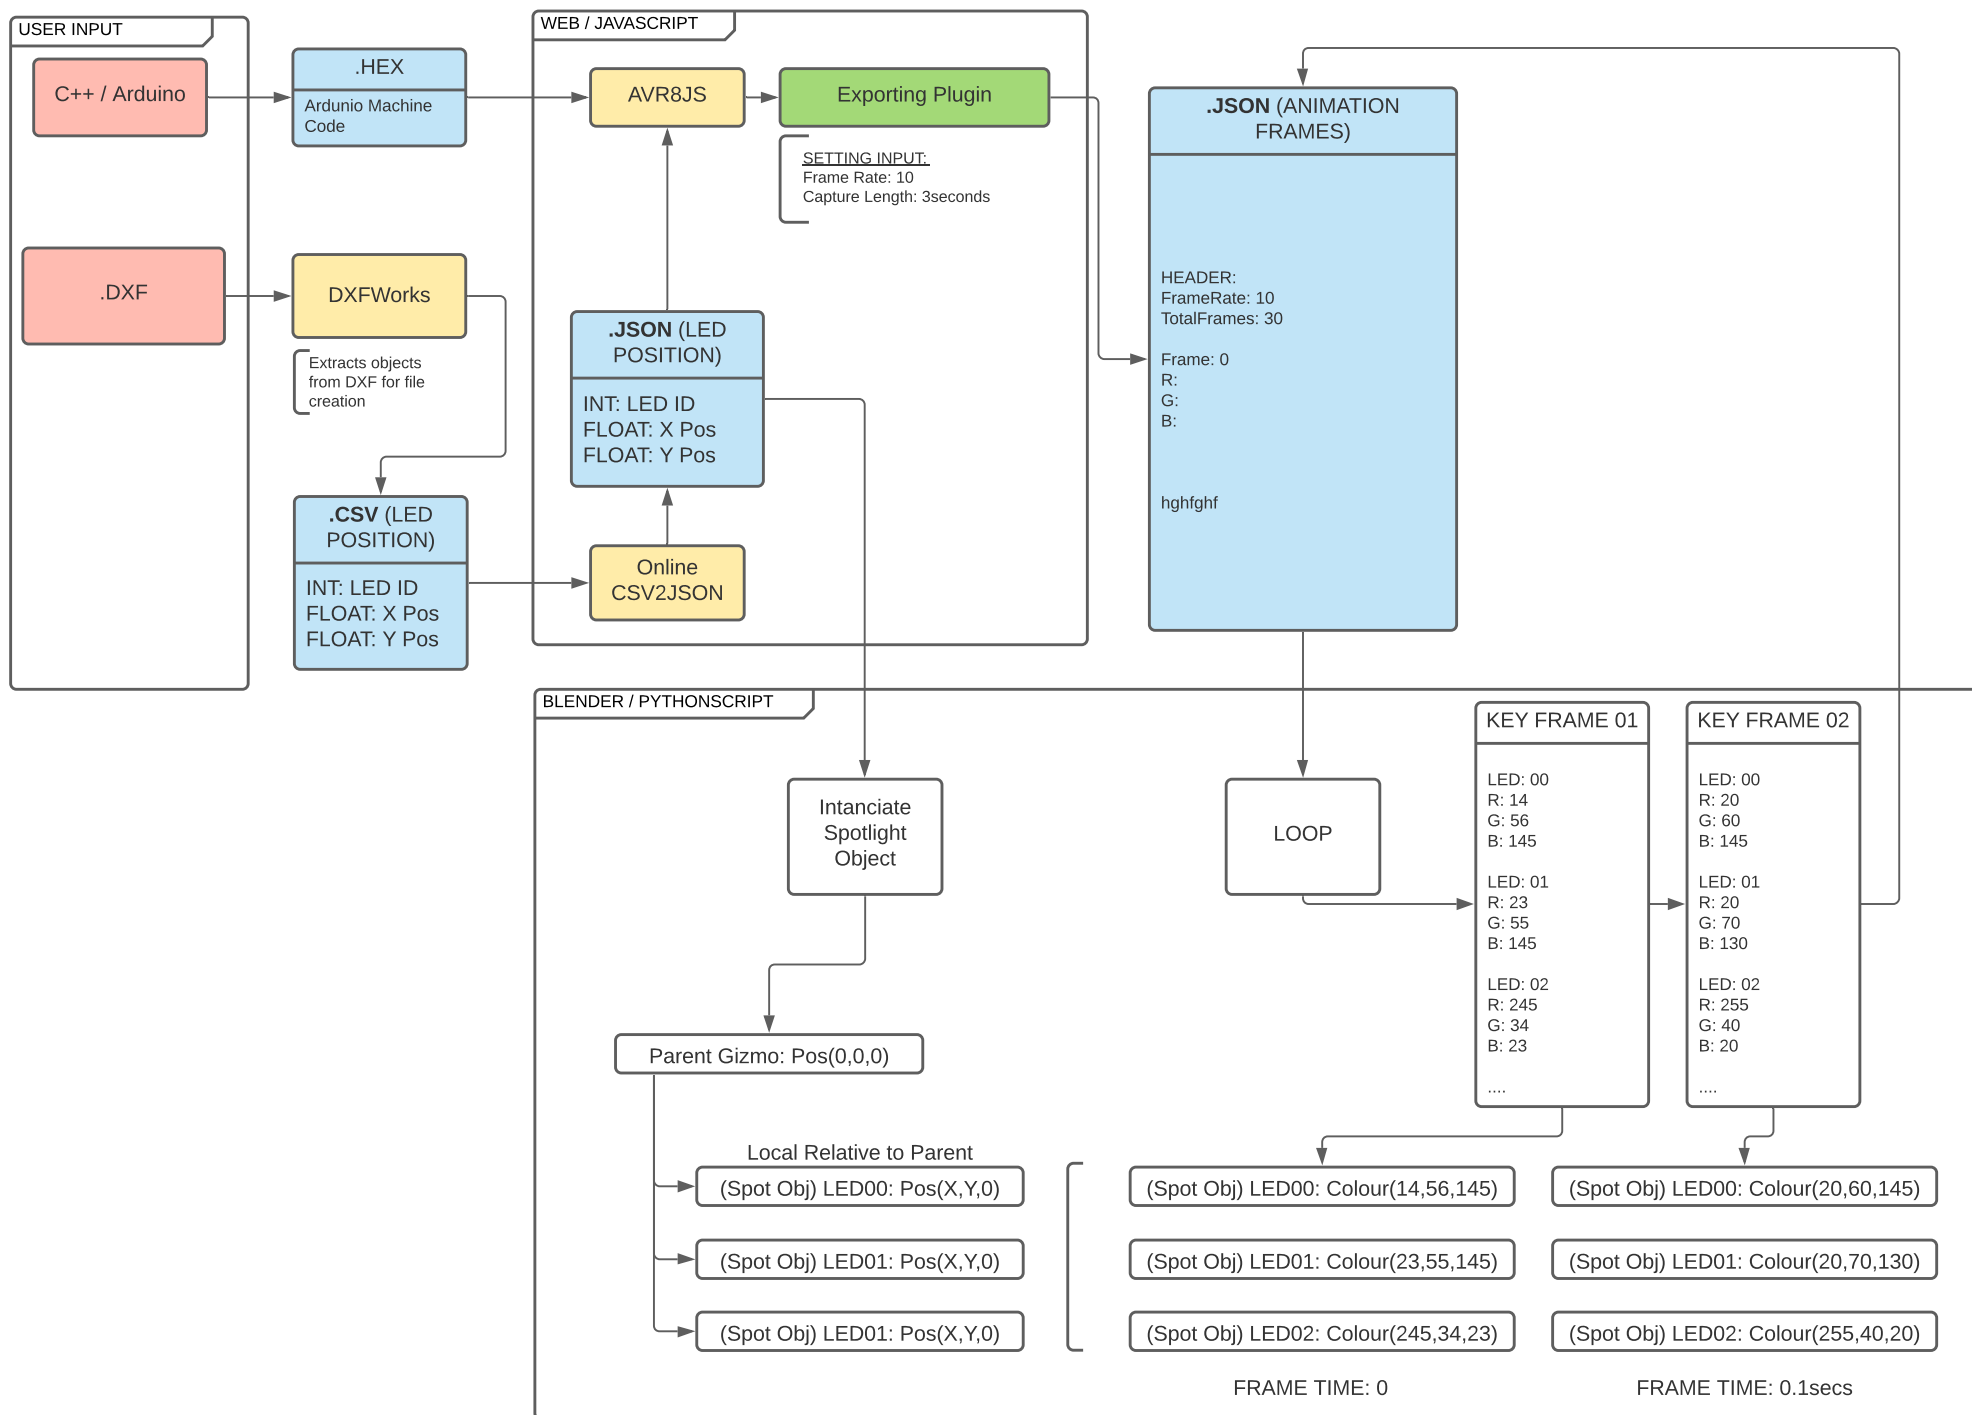 USER INPUT
C++ / Arduino
.DXF
.HEX
Ardunio Machine
Code
DXFWorks
Extracts objects
from DXF for file
creation
.CSV (LED
POSITION)
INT: LED ID
FLOAT: X Pos
FLOAT: Y Pos
WEB / JAVASCRIPT
AVR8JS
Exporting Plugin
SETTING INPUT:
Frame Rate: 10
Capture Length: 3seconds
.JSON (LED
POSITION)
INT: LED ID
FLOAT: X Pos
FLOAT: Y Pos
Online
CSV2JSON
.JSON (ANIMATION
FRAMES)
HEADER:
FrameRate: 10
TotalFrames: 30
Frame: 0
R:
G:
B:
hghfghf
BLENDER / PYTHONSCRIPT
Intanciate
Spotlight
Object
LOOP
KEY FRAME 01
LED: 00
R: 14
G: 56
B: 145
LED: 01
R: 23
G: 55
B: 145
LED: 02
R: 245
G: 34
B: 23
....
KEY FRAME 02
LED: 00
R: 20
G: 60
B: 145
LED: 01
R: 20
G: 70
B: 130
LED: 02
R: 255
G: 40
B: 20
....
Parent Gizmo: Pos(0,0,0)
Local Relative to Parent
(Spot Obj) LED00: Pos(X,Y,0)
(Spot Obj) LED01: Pos(X,Y,0)
(Spot Obj) LED01: Pos(X,Y,0)
(Spot Obj) LED00: Colour(14,56,145)
(Spot Obj) LED01: Colour(23,55,145)
(Spot Obj) LED02: Colour(245,34,23)
FRAME TIME: 0
(Spot Obj) LED00: Colour(20,60,145)
(Spot Obj) LED01: Colour(20,70,130)
(Spot Obj) LED02: Colour(255,40,20)
FRAME TIME: 0.1secs